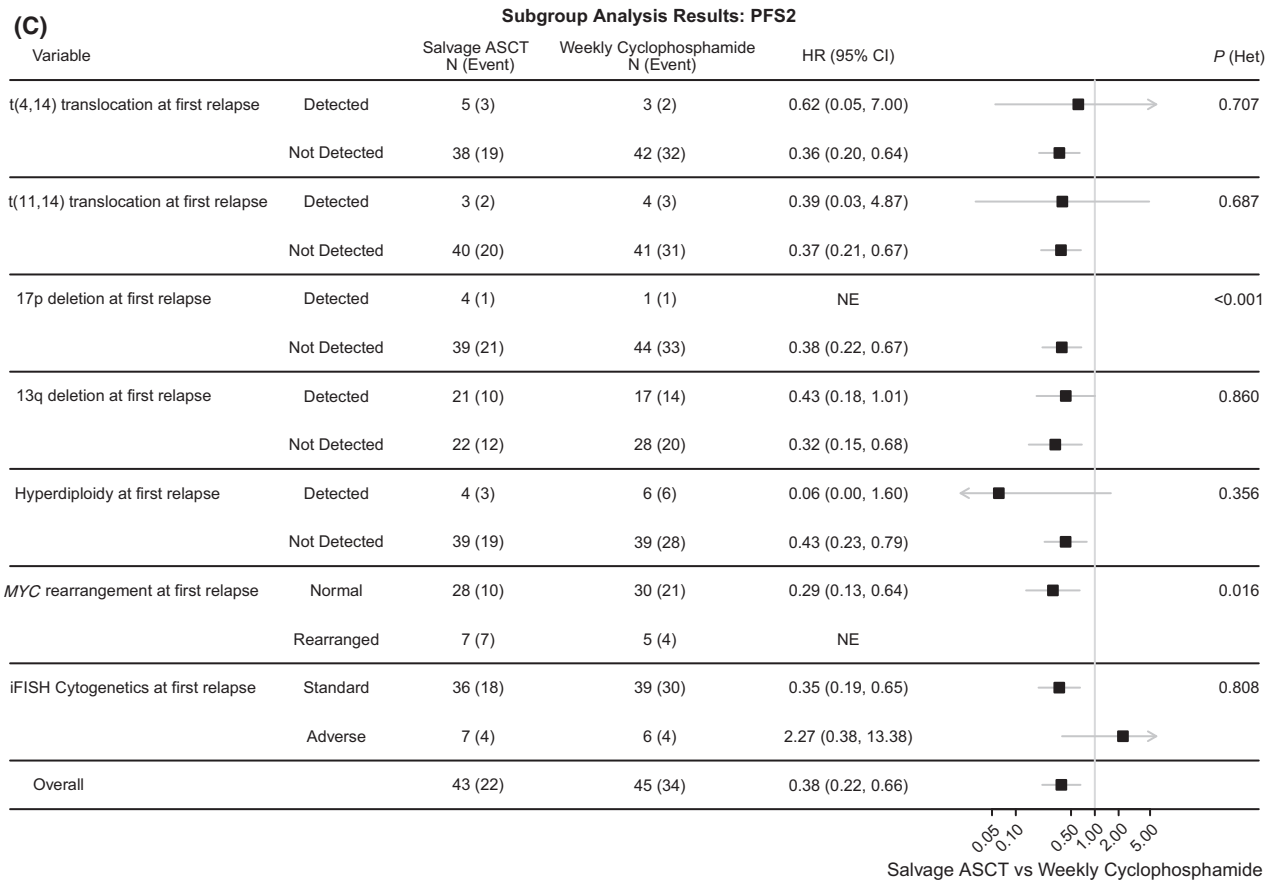 (C)
Subgroup Analysis Results: PFS2
Variable Salvage ASCT N (Event) Weekly Cyclophosphamide N (Event) HR (95% CI) P (Het)
t(4,14) translocation at first relapse Detected 5 (3) 3 (2) 0.62 (0.05, 7.00) 0.707
Not Detected 38 (19) 42 (32) 0.36 (0.20, 0.64)
t(11,14) translocation at first relapse Detected 3 (2) 4 (3) 0.39 (0.03, 4.87) 0.687
Not Detected 40 (20) 41 (31) 0.37 (0.21, 0.67)
17p deletion at first relapse Detected 4 (1) 1 (1) NE <0.001
Not Detected 39 (21) 44 (33) 0.38 (0.22, 0.67)
13q deletion at first relapse Detected 21 (10) 17 (14) 0.43 (0.18, 1.01) 0.860
Not Detected 22 (12) 28 (20) 0.32 (0.15, 0.68)
Hyperdiploidy at first relapse Detected 4 (3) 6 (6) 0.06 (0.00, 1.60) 0.356
Not Detected 39 (19) 39 (28) 0.43 (0.23, 0.79)
MYC rearrangement at first relapse Normal 28 (10) 30 (21) 0.29 (0.13, 0.64) 0.016
Rearranged 7 (7) 5 (4) NE
iFISH Cytogenetics at first relapse Standard 36 (18) 39 (30) 0.35 (0.19, 0.65) 0.808
Adverse 7 (4) 6 (4) 2.27 (0.38, 13.38)
Overall 43 (22) 45 (34) 0.38 (0.22, 0.66)
0.05 0.10 0.50 1.00 2.00 5.00
Salvage ASCT vs Weekly Cyclophosphamide